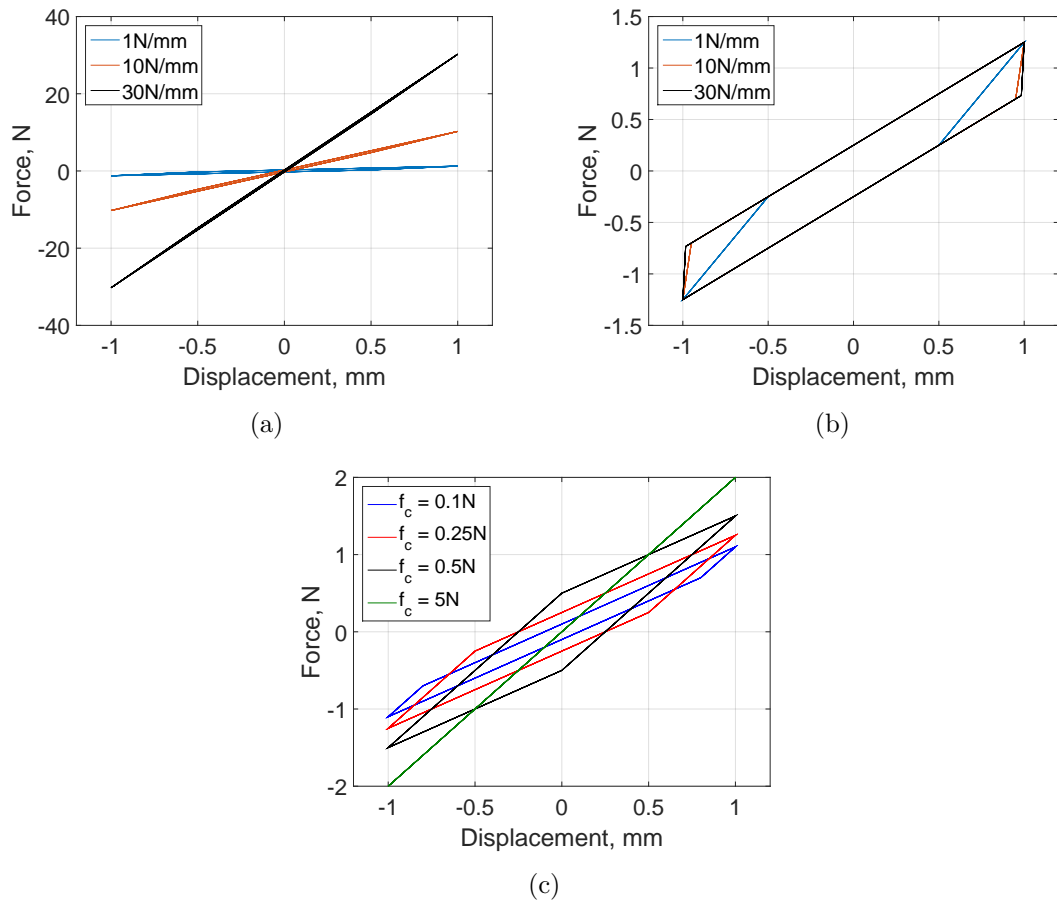 40
20
0
-20
-40
-1
-0.5
0
0.5
1
Force, N
Displacement, mm
1N/mm
10N/mm
30N/mm
(a)
1.5
1
0.5
0
-0.5
-1
-1.5
-1
-0.5
0
0.5
1
Force, N
Displacement, mm
1N/mm
10N/mm
30N/mm
(b)
2
1
0
-1
-2
-1
-0.5
0
0.5
1
Force, N
Displacement, mm
f_c = 0.1N
f_c = 0.25N
f_c = 0.5N
f_c = 5N
(c)